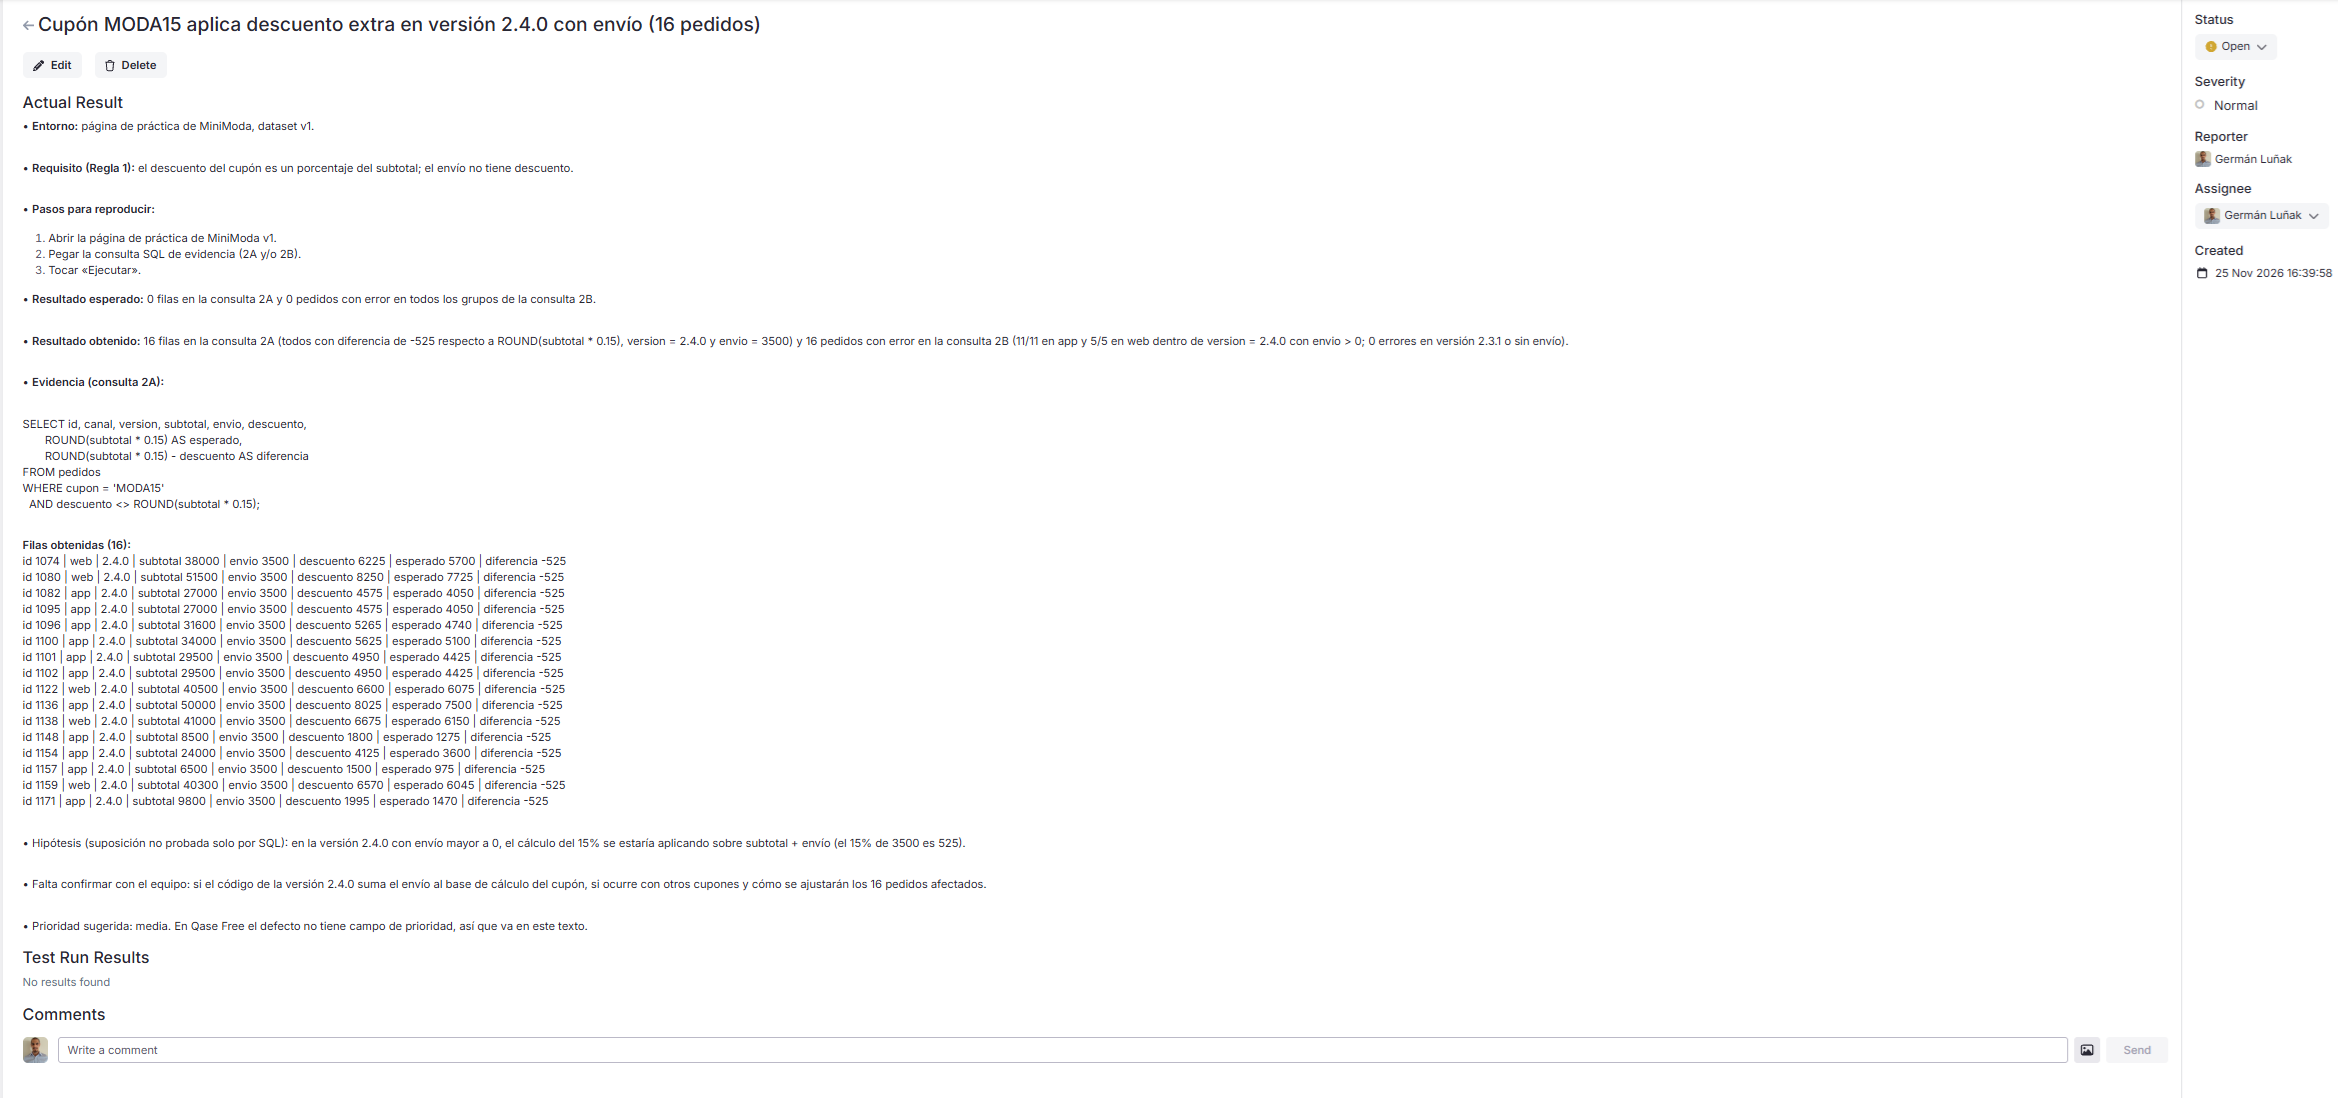 ← Cupón MODA15 aplica descuento extra en versión 2.4.0 con envío (16 pedidos)
Edit
Delete
Actual Result
• Entorno: página de práctica de MiniModa, dataset v1.
• Requisito (Regla 1): el descuento del cupón es un porcentaje del subtotal; el envío no tiene descuento.
• Pasos para reproducir:
1. Abrir la página de práctica de MiniModa v1.
2. Pegar la consulta SQL de evidencia (2A y/o 2B).
3. Tocar «Ejecutar».
• Resultado esperado: 0 filas en la consulta 2A y 0 pedidos con error en todos los grupos de la consulta 2B.
• Resultado obtenido: 16 filas en la consulta 2A (todos con diferencia de -525 respecto a ROUND(subtotal * 0.15), version = 2.4.0 y envio = 3500) y 16 pedidos con error en la consulta 2B (11/11 en app y 5/5 en web dentro de version = 2.4.0 con envio > 0; 0 errores en versión 2.3.1 o sin envío).
• Evidencia (consulta 2A):
SELECT id, canal, version, subtotal, envio, descuento,
ROUND(subtotal * 0.15) AS esperado,
ROUND(subtotal * 0.15) - descuento AS diferencia
FROM pedidos
WHERE cupon = 'MODA15'
AND descuento <> ROUND(subtotal * 0.15);
Filas obtenidas (16):
id 1074 | web | 2.4.0 | subtotal 38000 | envio 3500 | descuento 6225 | esperado 5700 | diferencia -525
id 1080 | web | 2.4.0 | subtotal 51500 | envio 3500 | descuento 8250 | esperado 7725 | diferencia -525
id 1082 | app | 2.4.0 | subtotal 27000 | envio 3500 | descuento 4575 | esperado 4050 | diferencia -525
id 1095 | app | 2.4.0 | subtotal 27000 | envio 3500 | descuento 4575 | esperado 4050 | diferencia -525
id 1096 | app | 2.4.0 | subtotal 31600 | envio 3500 | descuento 5265 | esperado 4740 | diferencia -525
id 1100 | app | 2.4.0 | subtotal 34000 | envio 3500 | descuento 5625 | esperado 5100 | diferencia -525
id 1101 | app | 2.4.0 | subtotal 29500 | envio 3500 | descuento 4950 | esperado 4425 | diferencia -525
id 1102 | app | 2.4.0 | subtotal 29500 | envio 3500 | descuento 4950 | esperado 4425 | diferencia -525
id 1122 | web | 2.4.0 | subtotal 40500 | envio 3500 | descuento 6600 | esperado 6075 | diferencia -525
id 1136 | app | 2.4.0 | subtotal 50000 | envio 3500 | descuento 8025 | esperado 7500 | diferencia -525
id 1138 | web | 2.4.0 | subtotal 41000 | envio 3500 | descuento 6675 | esperado 6150 | diferencia -525
id 1148 | app | 2.4.0 | subtotal 8500 | envio 3500 | descuento 1800 | esperado 1275 | diferencia -525
id 1154 | app | 2.4.0 | subtotal 24000 | envio 3500 | descuento 4125 | esperado 3600 | diferencia -525
id 1157 | app | 2.4.0 | subtotal 6500 | envio 3500 | descuento 1500 | esperado 975 | diferencia -525
id 1159 | web | 2.4.0 | subtotal 40300 | envio 3500 | descuento 6570 | esperado 6045 | diferencia -525
id 1171 | app | 2.4.0 | subtotal 9800 | envio 3500 | descuento 1995 | esperado 1470 | diferencia -525
• Hipótesis (suposición no probada solo por SQL): en la versión 2.4.0 con envío mayor a 0, el cálculo del 15% se estaría aplicando sobre subtotal + envío (el 15% de 3500 es 525).
• Falta confirmar con el equipo: si el código de la versión 2.4.0 suma el envío al base de cálculo del cupón, si ocurre con otros cupones y cómo se ajustarán los 16 pedidos afectados.
• Prioridad sugerida: media. En Qase Free el defecto no tiene campo de prioridad, así que va en este texto.
Test Run Results
No results found
Comments
Write a comment
Send
Status
Open
Severity
Normal
Reporter
Germán Luñak
Assignee
Germán Luñak
Created
25 Nov 2026 16:39:58